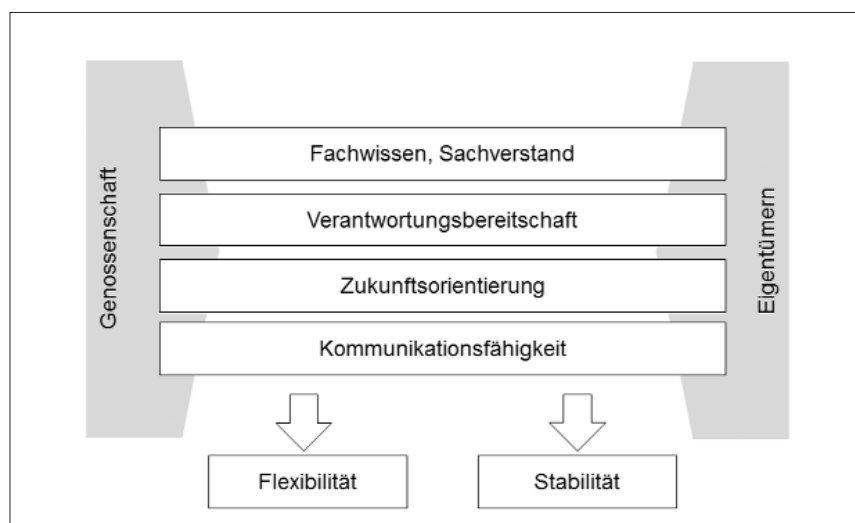 Genossenschaft
Fachwissen, Sachverstand
Verantwortungsbereitschaft
Zukunftsorientierung
Kommunikationsfähigkeit
Eigentümern
Flexibilität
Stabilität